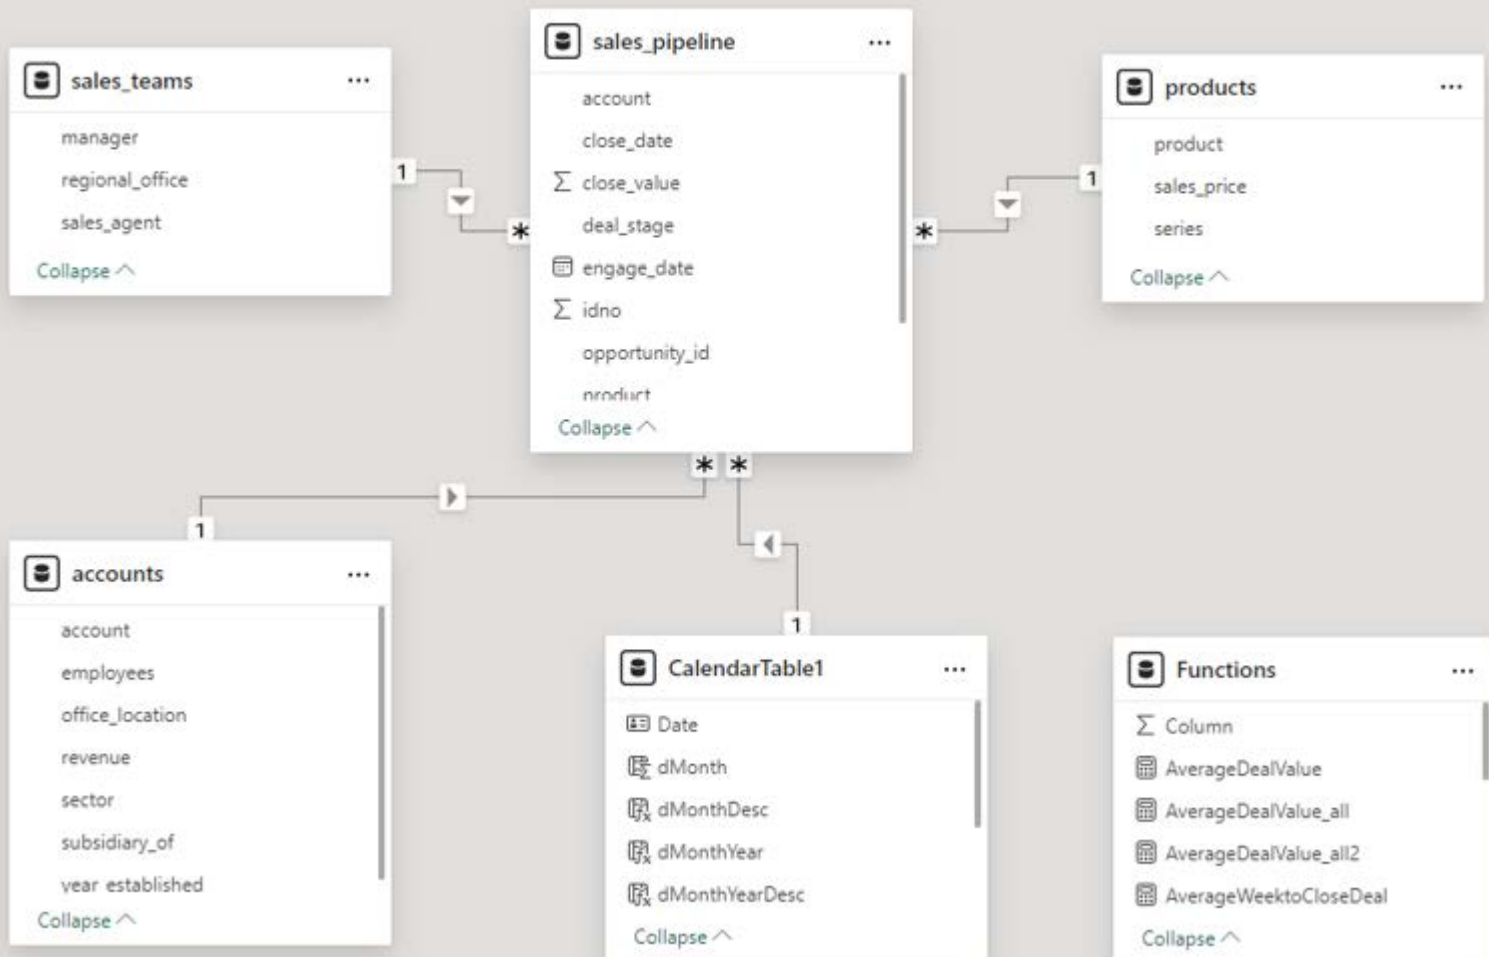 sales_teams
...
manager
regional_office
sales_agent
Collapse
1
*
sales_pipeline
...
account
close_date
Σ close_value
deal_stage
engage_date
Σ idno
opportunity_id
product
Collapse
*
1
products
...
product
sales_price
series
Collapse
*
*
1
1
accounts
...
account
employees
office_location
revenue
sector
subsidiary_of
year_established
Collapse
CalendarTable1
...
Date
dMonth
dMonthDesc
dMonthYear
dMonthYearDesc
Collapse
Functions
...
Σ Column
AverageDealValue
AverageDealValue_all
AverageDealValue_all2
AverageWeektoCloseDeal
Collapse